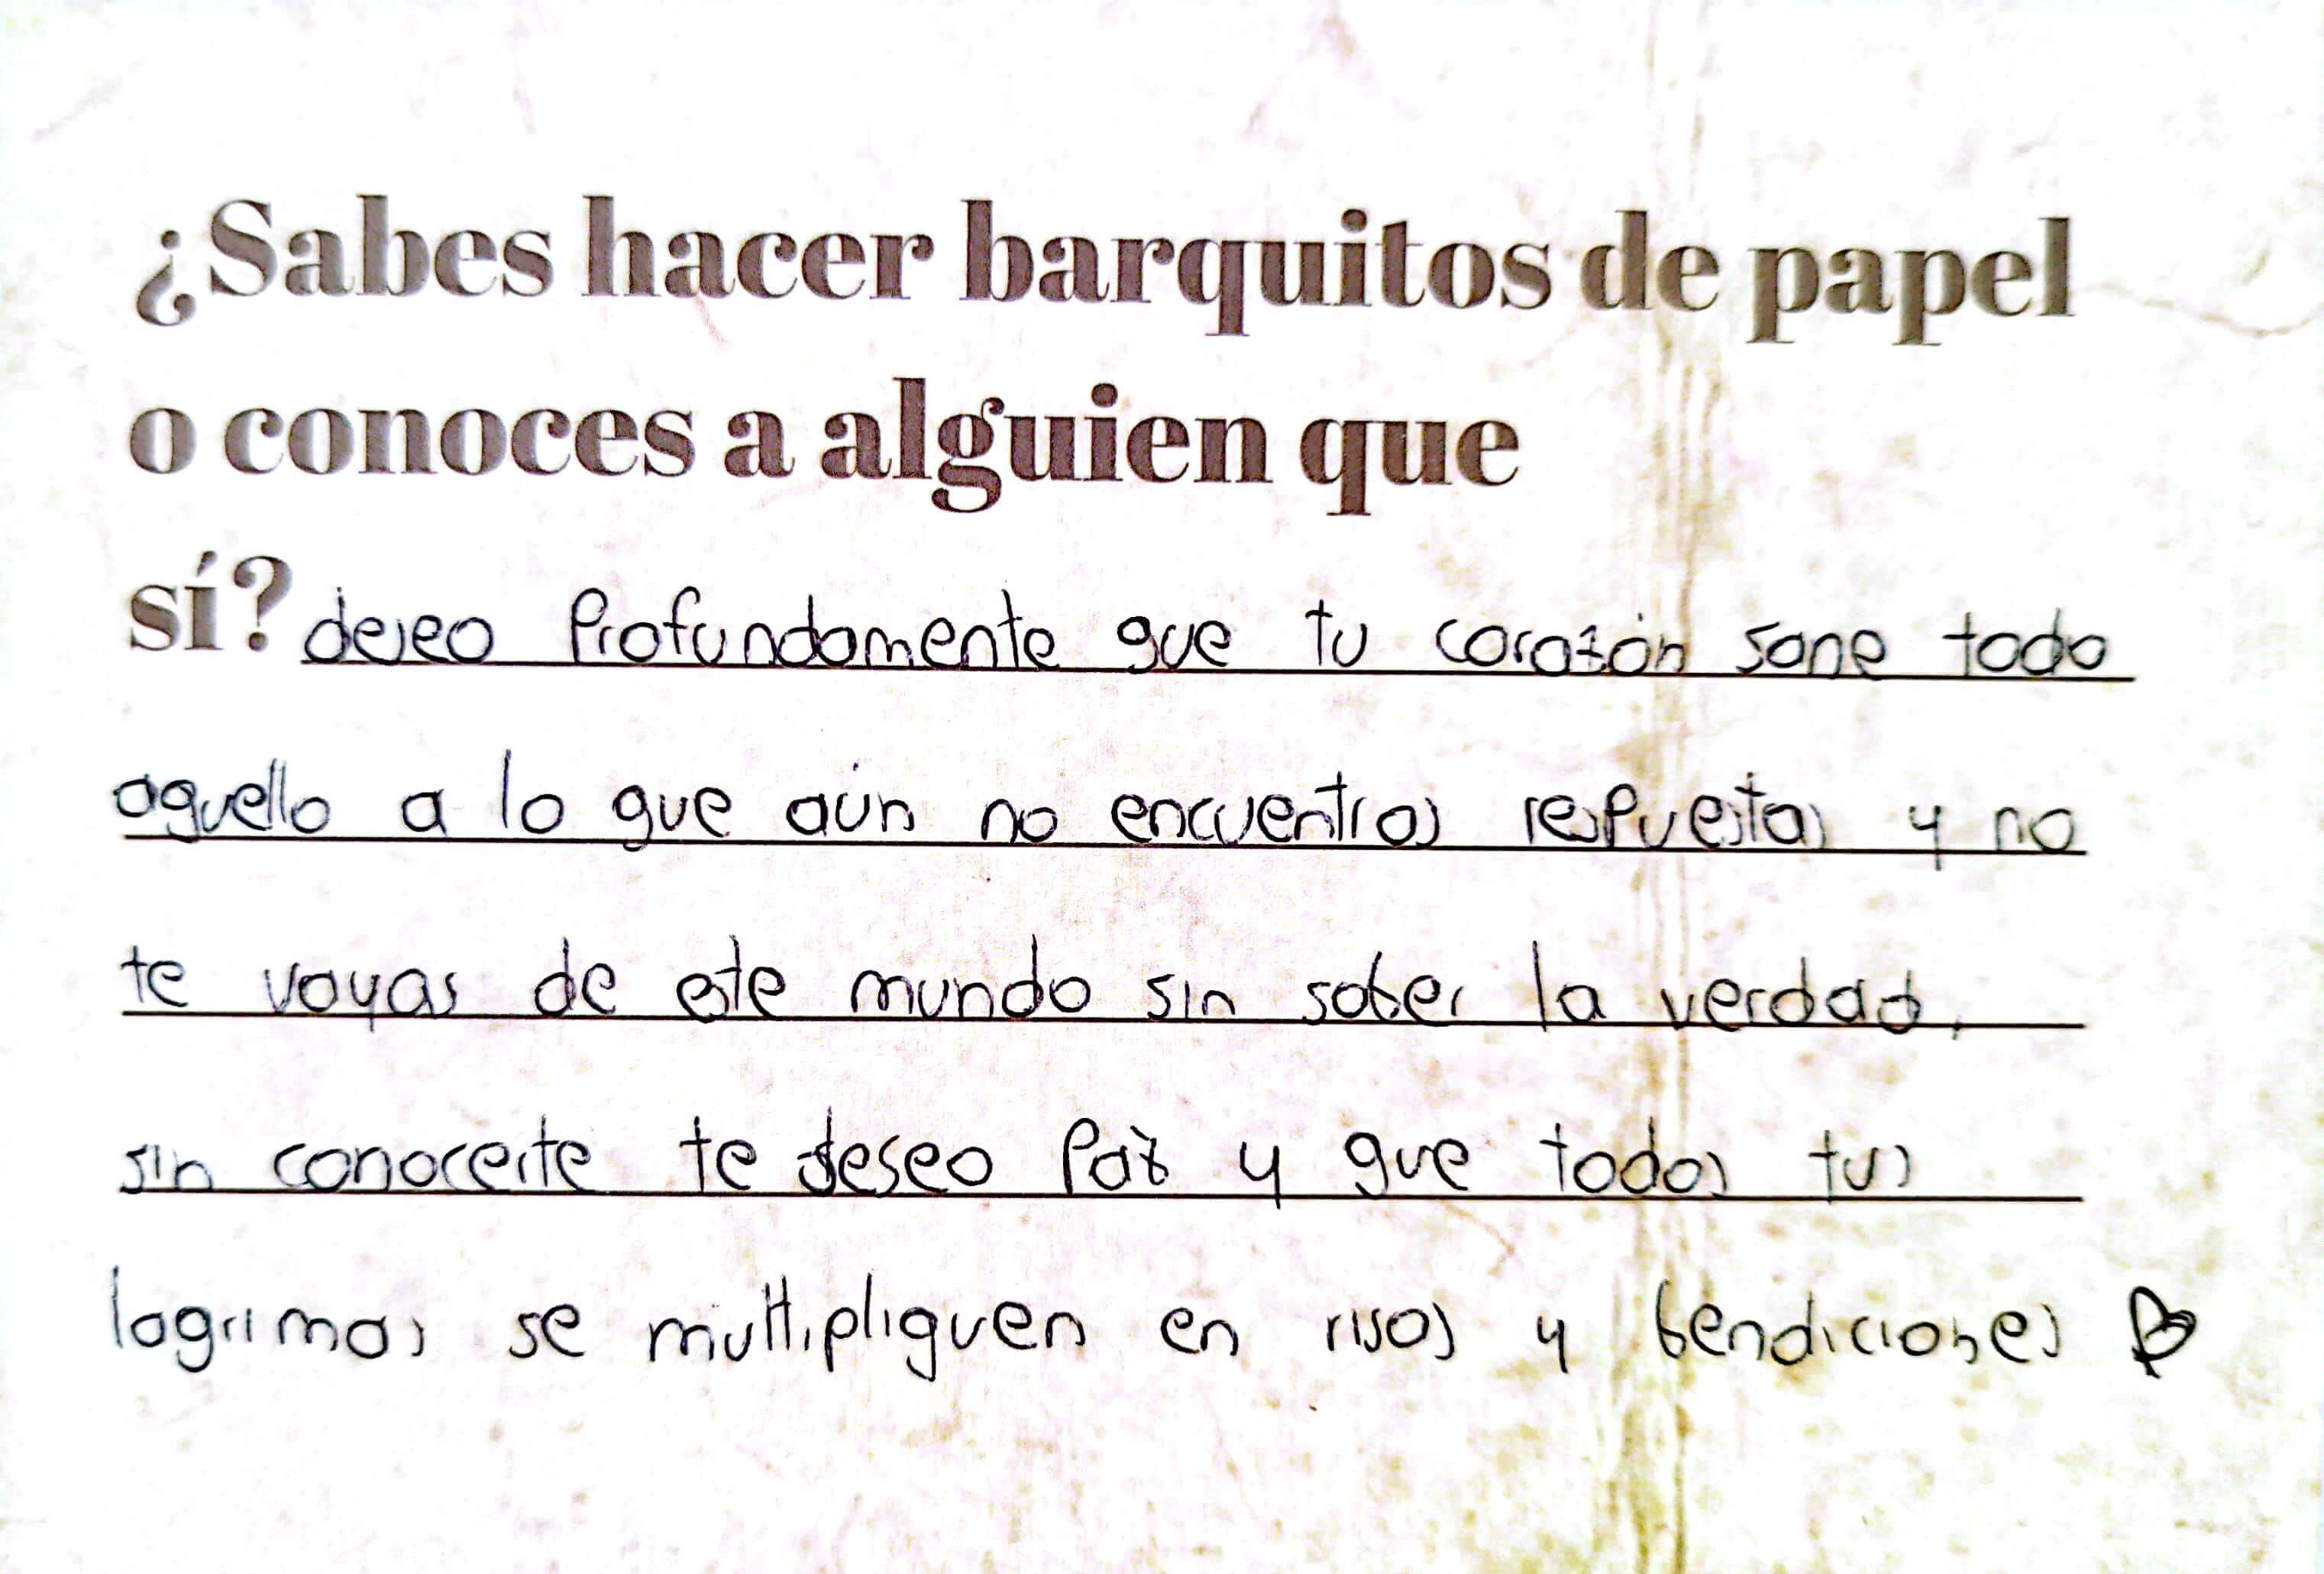 ¿Sabes hacer barquitos de papel
o conoces a alguien que
sí? deseo profundamente que tu corazón sane todo
aquello a lo que aún no encuentras respuestas y no
te vayas de este mundo sin saber la verdad,
sin conocerte te deseo paz y que todas tus
lagrimas se multipliquen en risas y bendiciones